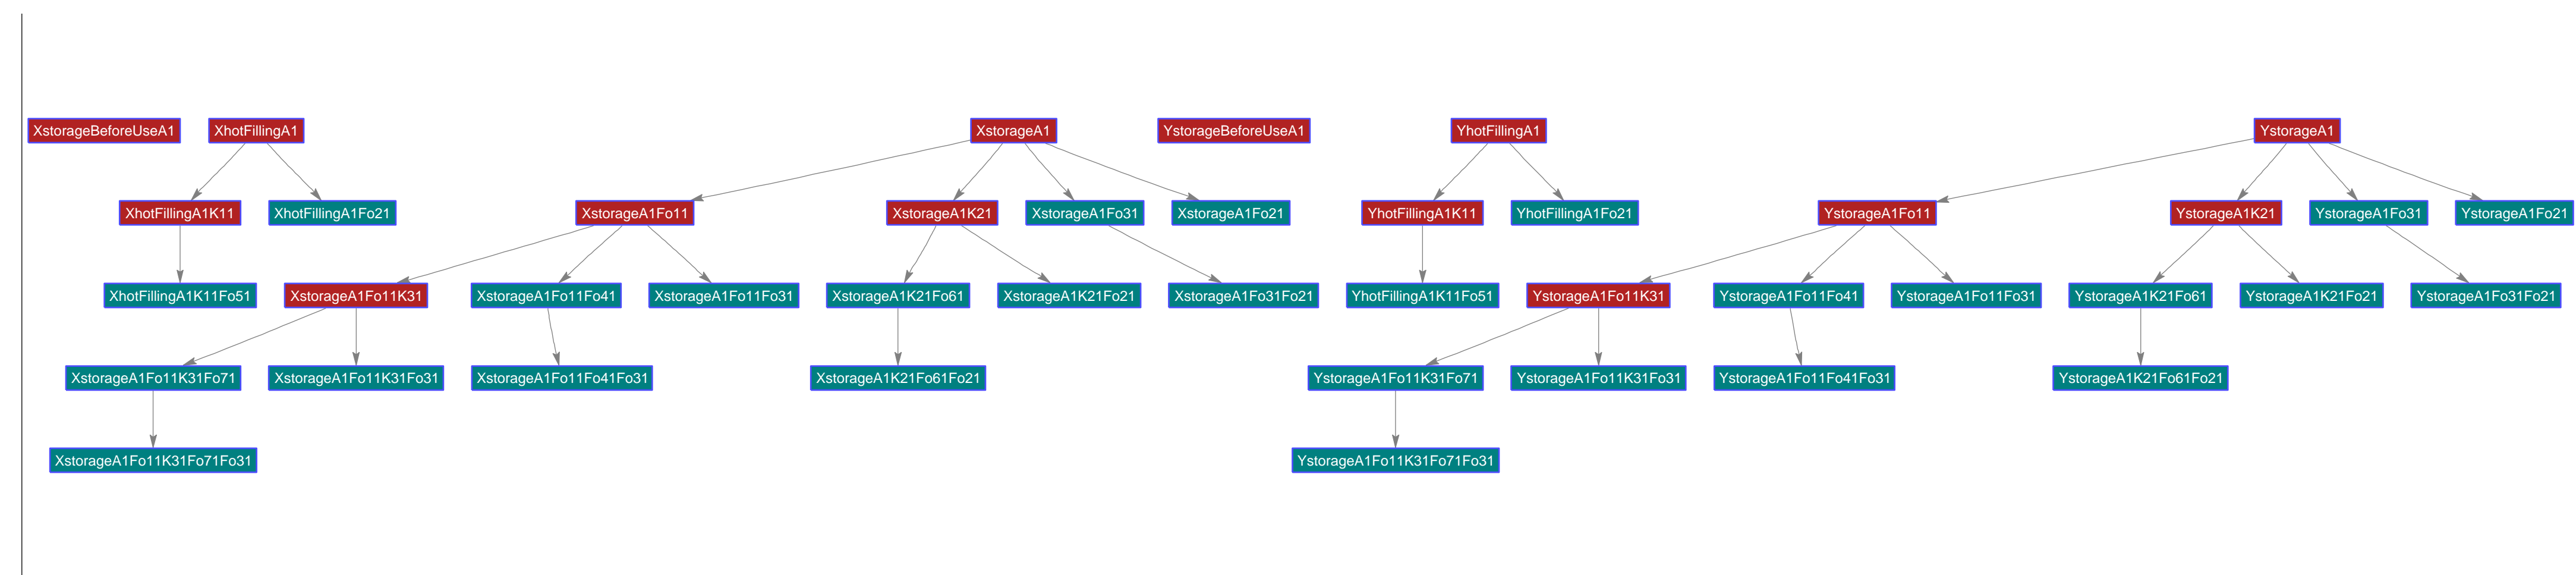 XstorageBeforeUseA1 XhotFillingA1 XstorageA1 YstorageBeforeUseA1 YhotFillingA1 YstorageA1
XhotFillingA1K11 XhotFillingA1Fo21 XstorageA1Fo11 XstorageA1K21 XstorageA1Fo31 XstorageA1Fo21 YhotFillingA1K11 YhotFillingA1Fo21 YstorageA1Fo11 YstorageA1K21 YstorageA1Fo31 YstorageA1Fo21
XhotFillingA1K11Fo51 XstorageA1Fo11K31 XstorageA1Fo11Fo41 XstorageA1Fo11Fo31 XstorageA1K21Fo61 XstorageA1K21Fo21 XstorageA1Fo31Fo21 YhotFillingA1K11Fo51 YstorageA1Fo11K31 YstorageA1Fo11Fo41 YstorageA1Fo11Fo31 YstorageA1K21Fo61 YstorageA1K21Fo21 YstorageA1Fo31Fo21
XstorageA1Fo11K31Fo71 XstorageA1Fo11K31Fo31 XstorageA1Fo11Fo41Fo31 XstorageA1K21Fo61Fo21 YstorageA1Fo11K31Fo71 YstorageA1Fo11K31Fo31 YstorageA1Fo11Fo41Fo31 YstorageA1K21Fo61Fo21
XstorageA1Fo11K31Fo71Fo31 YstorageA1Fo11K31Fo71Fo31